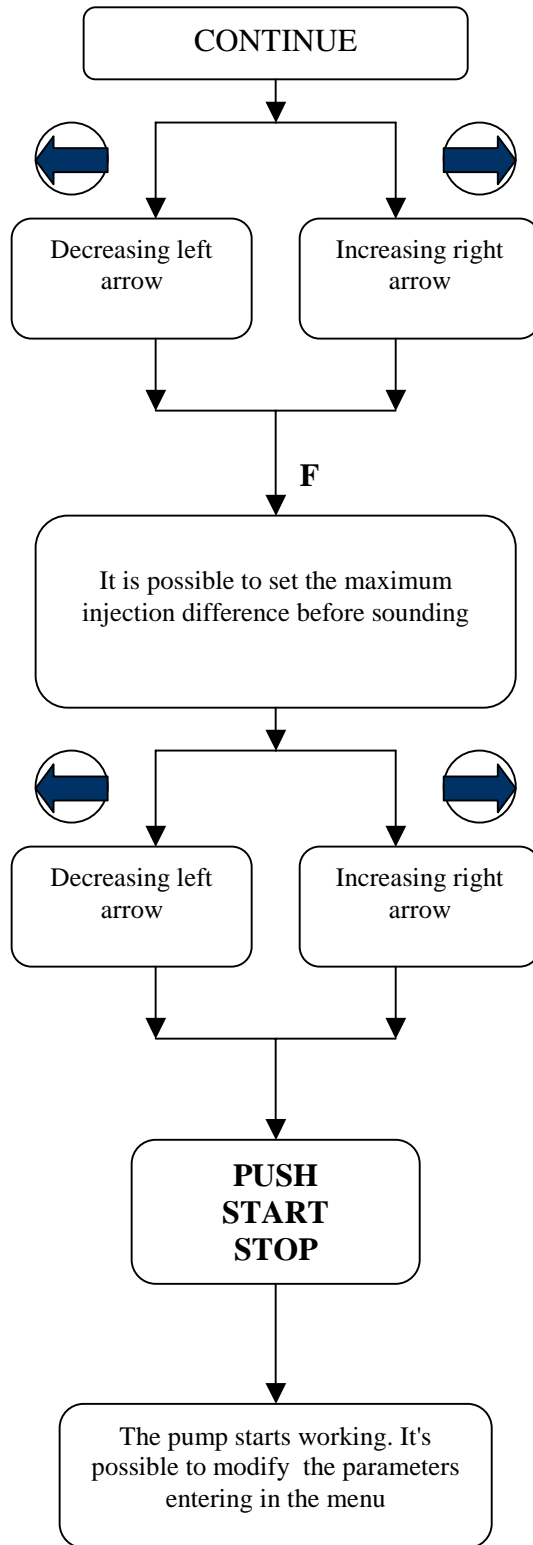 CONTINUE
Decreasing left
arrow
Increasing right
arrow
F
It is possible to set the maximum
injection difference before sounding
Decreasing left
arrow
Increasing right
arrow
PUSH
START
STOP
The pump starts working. It's
possible to modify  the parameters
entering in the menu